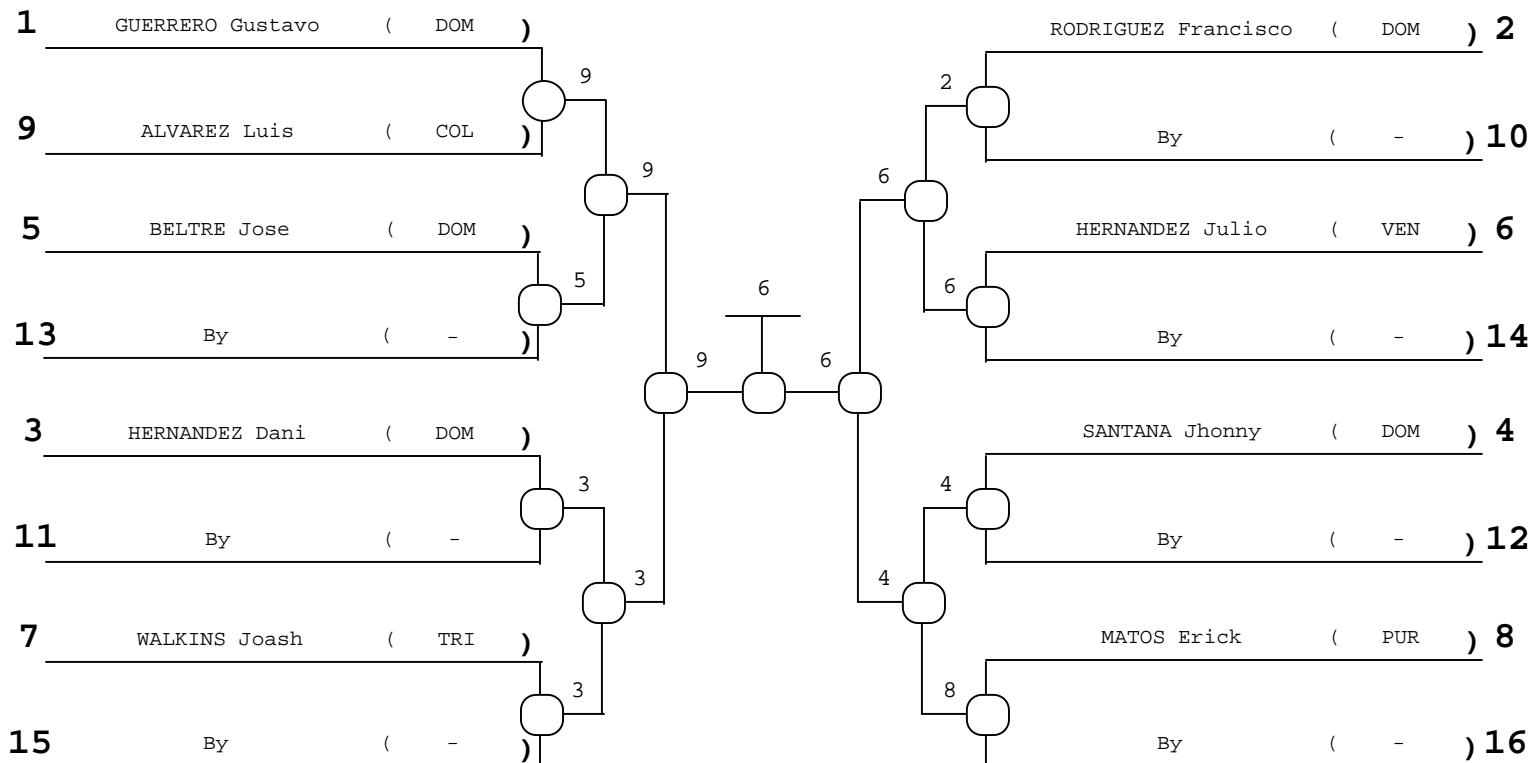 1 GUERRERO Gustavo ( DOM )
9
9 ALVAREZ Luis ( COL )
9
5 BELTRE Jose ( DOM )
5
13 By ( - )
9
3 HERNANDEZ Dani ( DOM )
3
11 By ( -
3
7 WALKINS Joash ( TRI )
3
15 By ( - )
6
RODRIGUEZ Francisco ( DOM ) 2
2
By ( - ) 10
6
HERNANDEZ Julio ( VEN ) 6
6
By ( - ) 14
6
SANTANA Jhonny ( DOM ) 4
4
By ( - ) 12
4
MATOS Erick ( PUR ) 8
8
By ( - ) 16